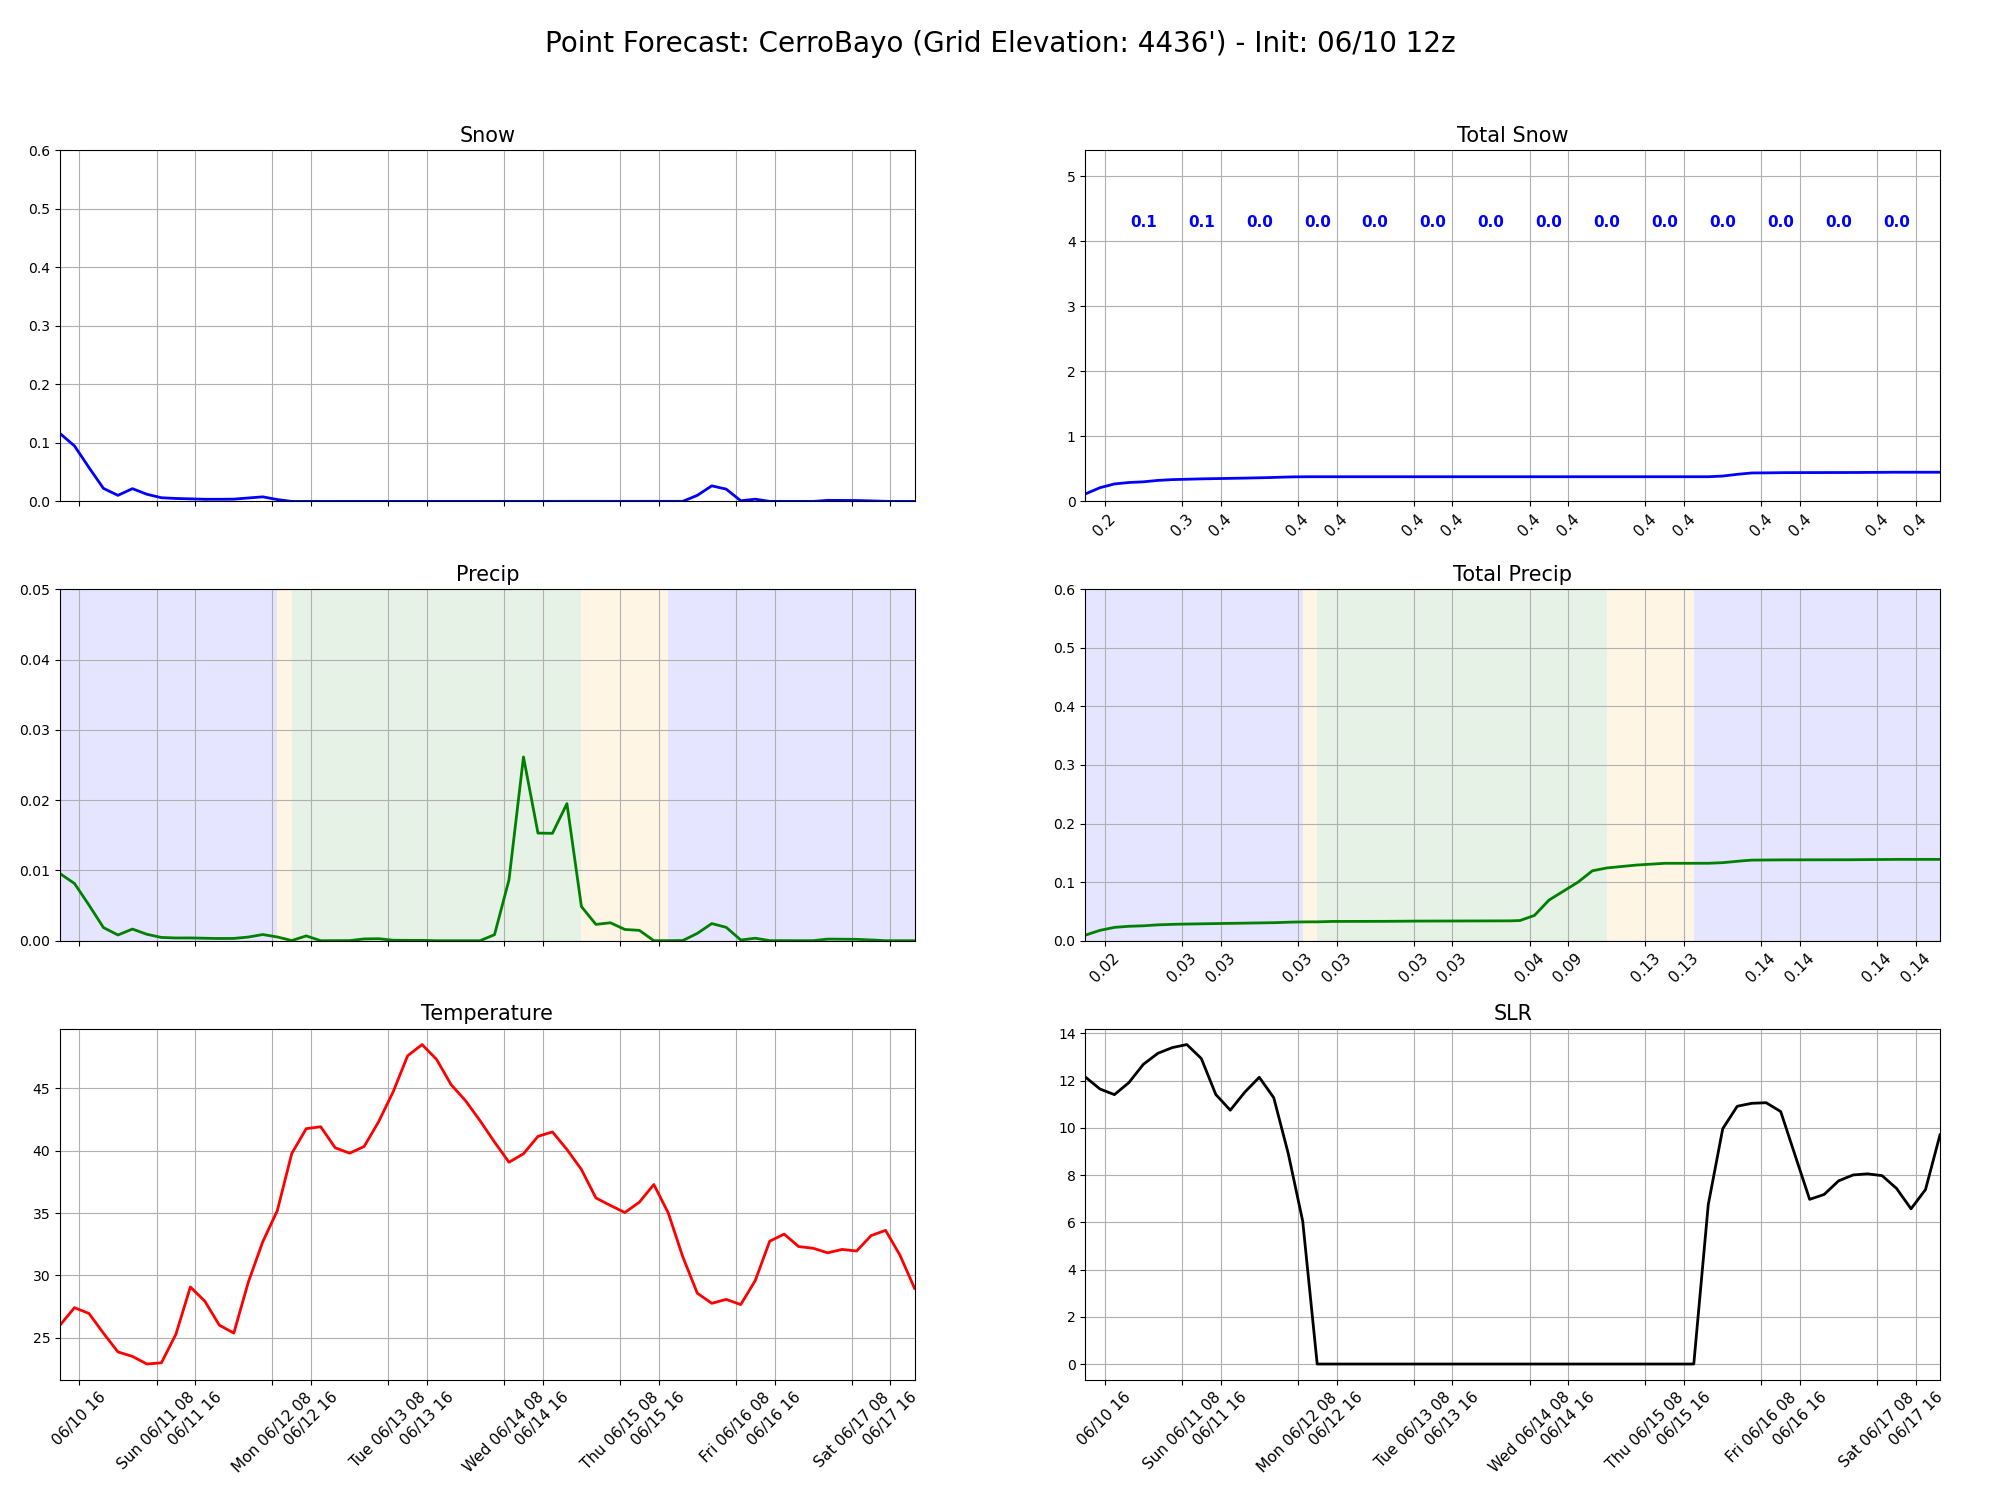 Point Forecast: CerroBayo (Grid Elevation: 4436') - Init: 06/10 12z
Snow
0.6
0.5
0.4
0.3
0.2
0.1
0.0
Total Snow
5
4
3
2
1
0
0.1 0.1 0.0 0.0 0.0 0.0 0.0 0.0 0.0 0.0 0.0 0.0 0.0 0.0
0.2 0.3 0.4 0.4 0.4 0.4 0.4 0.4 0.4 0.4 0.4 0.4 0.4 0.4 0.4
Precip
0.05
0.04
0.03
0.02
0.01
0.00
Total Precip
0.6
0.5
0.4
0.3
0.2
0.1
0.0
0.02 0.03 0.03 0.03 0.03 0.03 0.03 0.04 0.09 0.13 0.13 0.14 0.14 0.14 0.14
Temperature
45
40
35
30
25
06/10 16
Sun 06/11 08
06/11 16
Mon 06/12 08
06/12 16
Tue 06/13 08
06/13 16
Wed 06/14 08
06/14 16
Thu 06/15 08
06/15 16
Fri 06/16 08
06/16 16
Sat 06/17 08
06/17 16
SLR
14
12
10
8
6
4
2
0
06/10 16
Sun 06/11 08
06/11 16
Mon 06/12 08
06/12 16
Tue 06/13 08
06/13 16
Wed 06/14 08
06/14 16
Thu 06/15 08
06/15 16
Fri 06/16 08
06/16 16
Sat 06/17 08
06/17 16